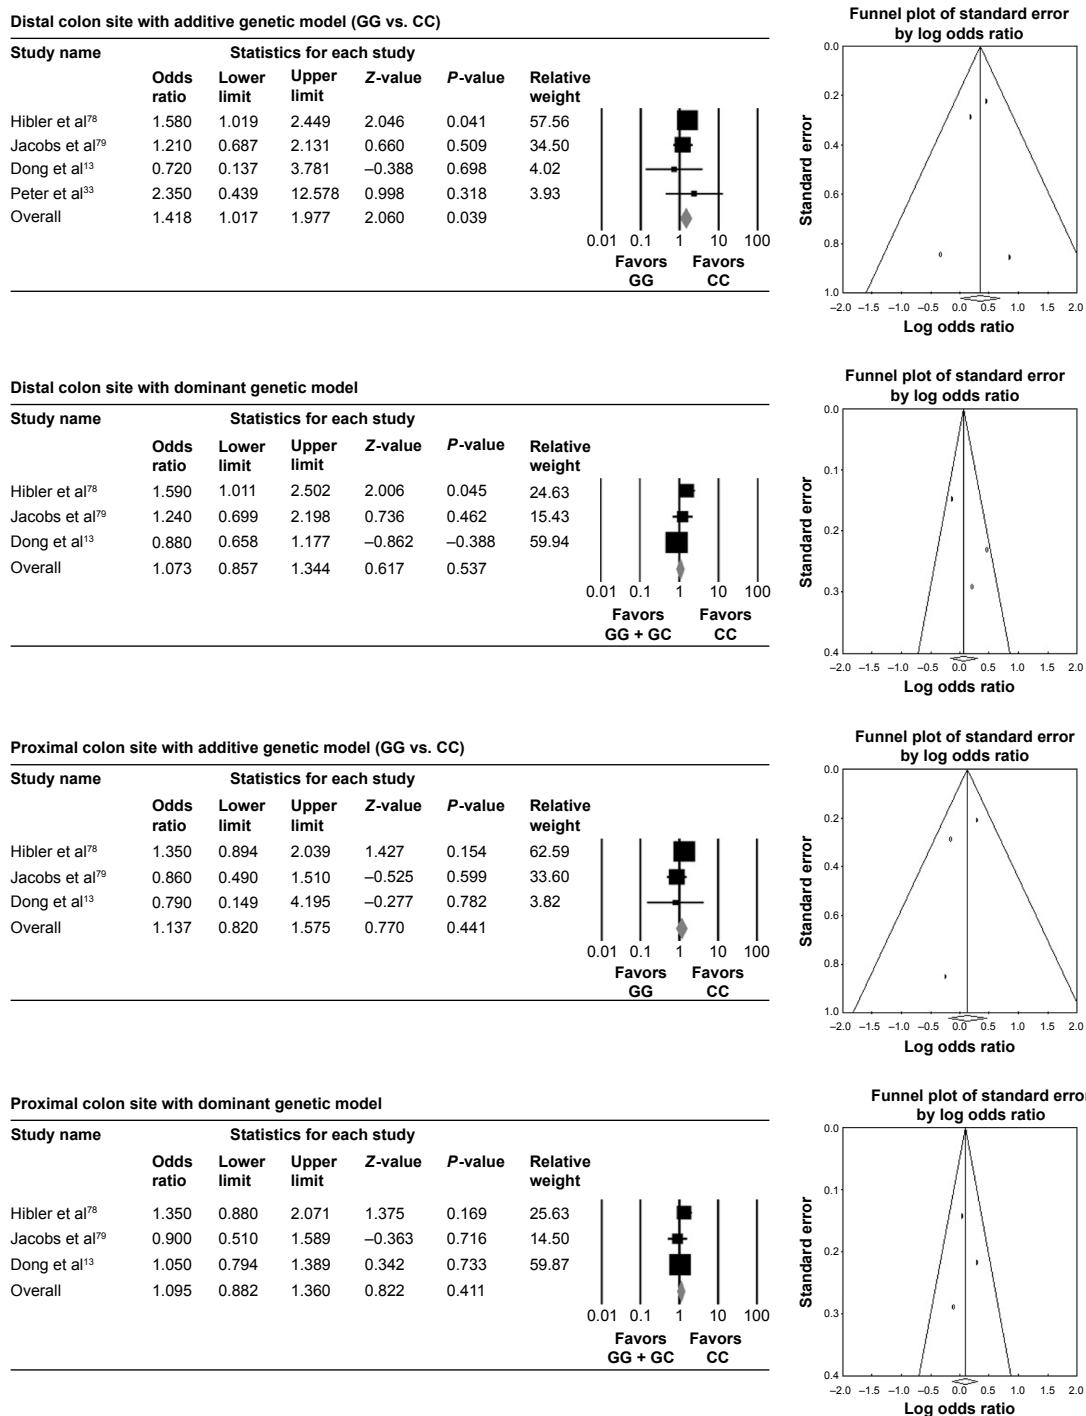 Distal colon site with additive genetic model (GG vs. CC)
Study name Statistics for each study
Odds ratio Lower limit Upper limit Z-value P-value Relative weight
Hibler et al78 1.580 1.019 2.449 2.046 0.041 57.56
Jacobs et al79 1.210 0.687 2.131 0.660 0.509 34.50
Dong et al13 0.720 0.137 3.781 –0.388 0.698 4.02
Peter et al33 2.350 0.439 12.578 0.998 0.318 3.93
Overall 1.418 1.017 1.977 2.060 0.039
0.01 0.1 1 10 100
Favors GG Favors CC
Funnel plot of standard error
by log odds ratio
Standard error
0.0
0.2
0.4
0.6
0.8
1.0
–2.0 –1.5 –1.0 –0.5 0.0 0.5 1.0 1.5 2.0
Log odds ratio
Distal colon site with dominant genetic model
Study name Statistics for each study
Odds ratio Lower limit Upper limit Z-value P-value Relative weight
Hibler et al78 1.590 1.011 2.502 2.006 0.045 24.63
Jacobs et al79 1.240 0.699 2.198 0.736 0.462 15.43
Dong et al13 0.880 0.658 1.177 –0.862 –0.388 59.94
Overall 1.073 0.857 1.344 0.617 0.537
0.01 0.1 1 10 100
Favors GG + GC Favors CC
Funnel plot of standard error
by log odds ratio
Standard error
0.0
0.1
0.2
0.3
0.4
–2.0 –1.5 –1.0 –0.5 0.0 0.5 1.0 1.5 2.0
Log odds ratio
Proximal colon site with additive genetic model (GG vs. CC)
Study name Statistics for each study
Odds ratio Lower limit Upper limit Z-value P-value Relative weight
Hibler et al78 1.350 0.894 2.039 1.427 0.154 62.59
Jacobs et al79 0.860 0.490 1.510 –0.525 0.599 33.60
Dong et al13 0.790 0.149 4.195 –0.277 0.782 3.82
Overall 1.137 0.820 1.575 0.770 0.441
0.01 0.1 1 10 100
Favors GG Favors CC
Funnel plot of standard error
by log odds ratio
Standard error
0.0
0.2
0.4
0.6
0.8
1.0
–2.0 –1.5 –1.0 –0.5 0.0 0.5 1.0 1.5 2.0
Log odds ratio
Proximal colon site with dominant genetic model
Study name Statistics for each study
Odds ratio Lower limit Upper limit Z-value P-value Relative weight
Hibler et al78 1.350 0.880 2.071 1.375 0.169 25.63
Jacobs et al79 0.900 0.510 1.589 –0.363 0.716 14.50
Dong et al13 1.050 0.794 1.389 0.342 0.733 59.87
Overall 1.095 0.882 1.360 0.822 0.411
0.01 0.1 1 10 100
Favors GG + GC Favors CC
Funnel plot of standard erro
by log odds ratio
Standard error
0.0
0.1
0.2
0.3
0.4
–2.0 –1.5 –1.0 –0.5 0.0 0.5 1.0 1.5 2.0
Log odds ratio